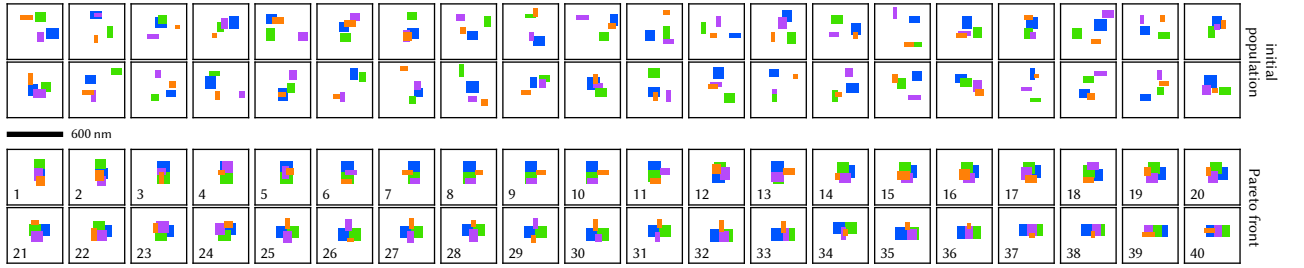 initial
population
600 nm
Pareto front
1 2 3 4 5 6 7 8 9 10 11 12 13 14 15 16 17 18 19 20
21 22 23 24 25 26 27 28 29 30 31 32 33 34 35 36 37 38 39 40